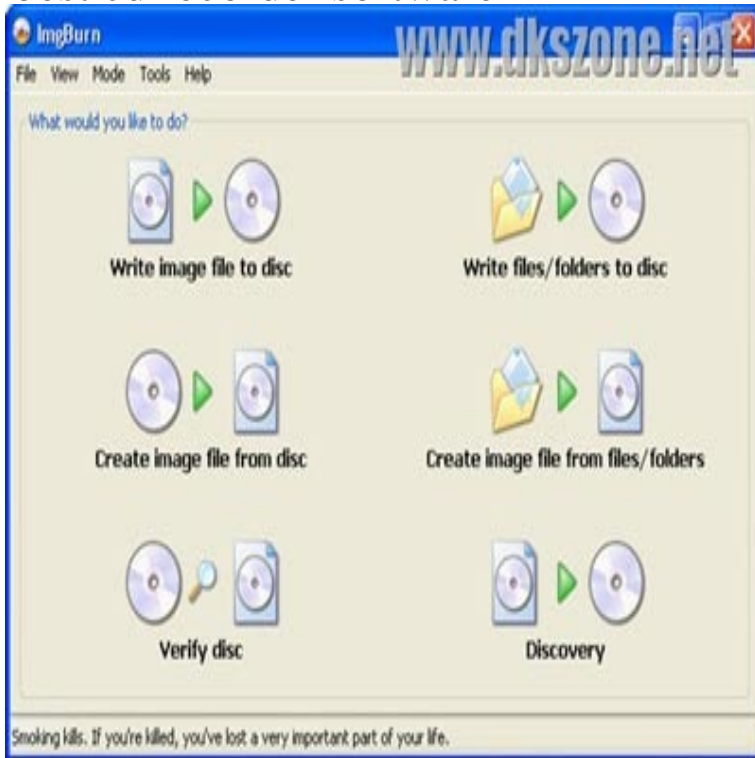 ImgBurn
www.dkszone.net
File View Mode Tools Help
What would you like to do?
Write image file to disc
Write files/folders to disc
Create image file from disc
Create image file from files/folders
Verify disc
Discovery
Smoking kills. If you're killed, you've lost a very important part of your life.